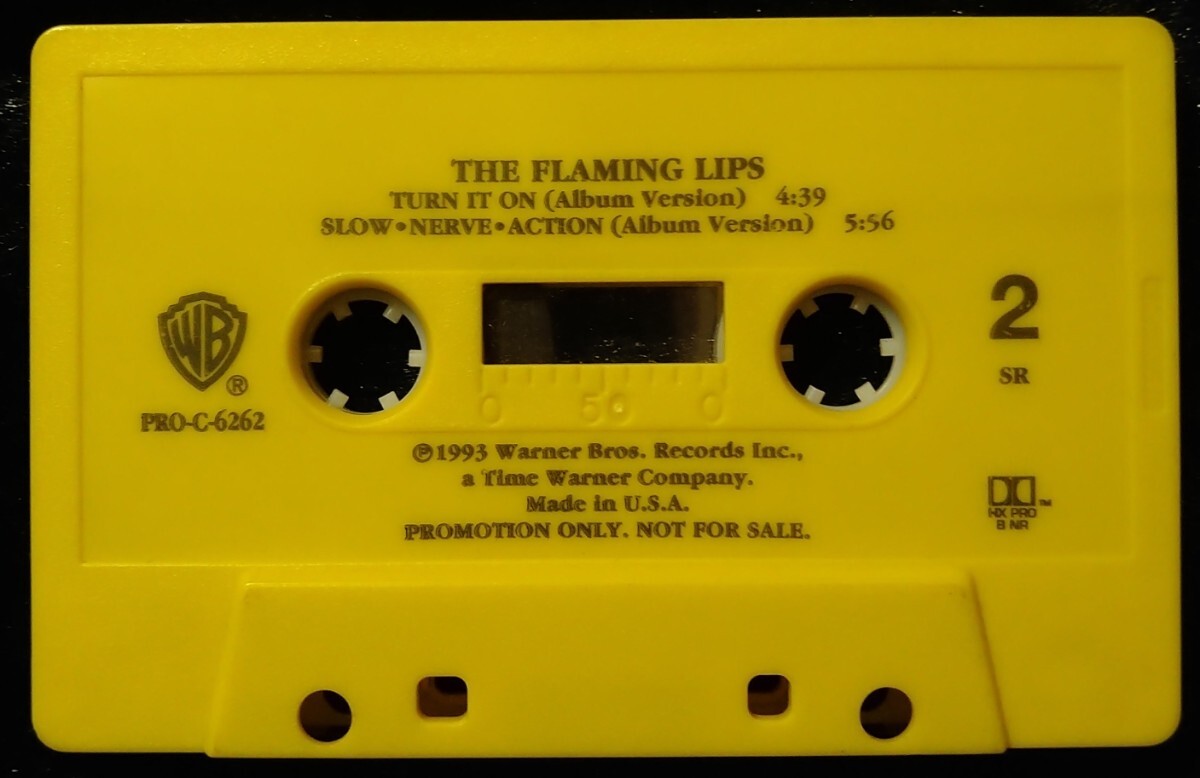 THE FLAMING LIPS
TURN IT ON (Album Version) 4:39
SLOW•NERVE•ACTION (Album Version) 5:56
WB
®
PRO-C-6262
2
SR
0 50 0
℗1993 Warner Bros. Records Inc.,
a Time Warner Company.
Made in U.S.A.
PROMOTION ONLY. NOT FOR SALE.
™
HX PRO
B NR